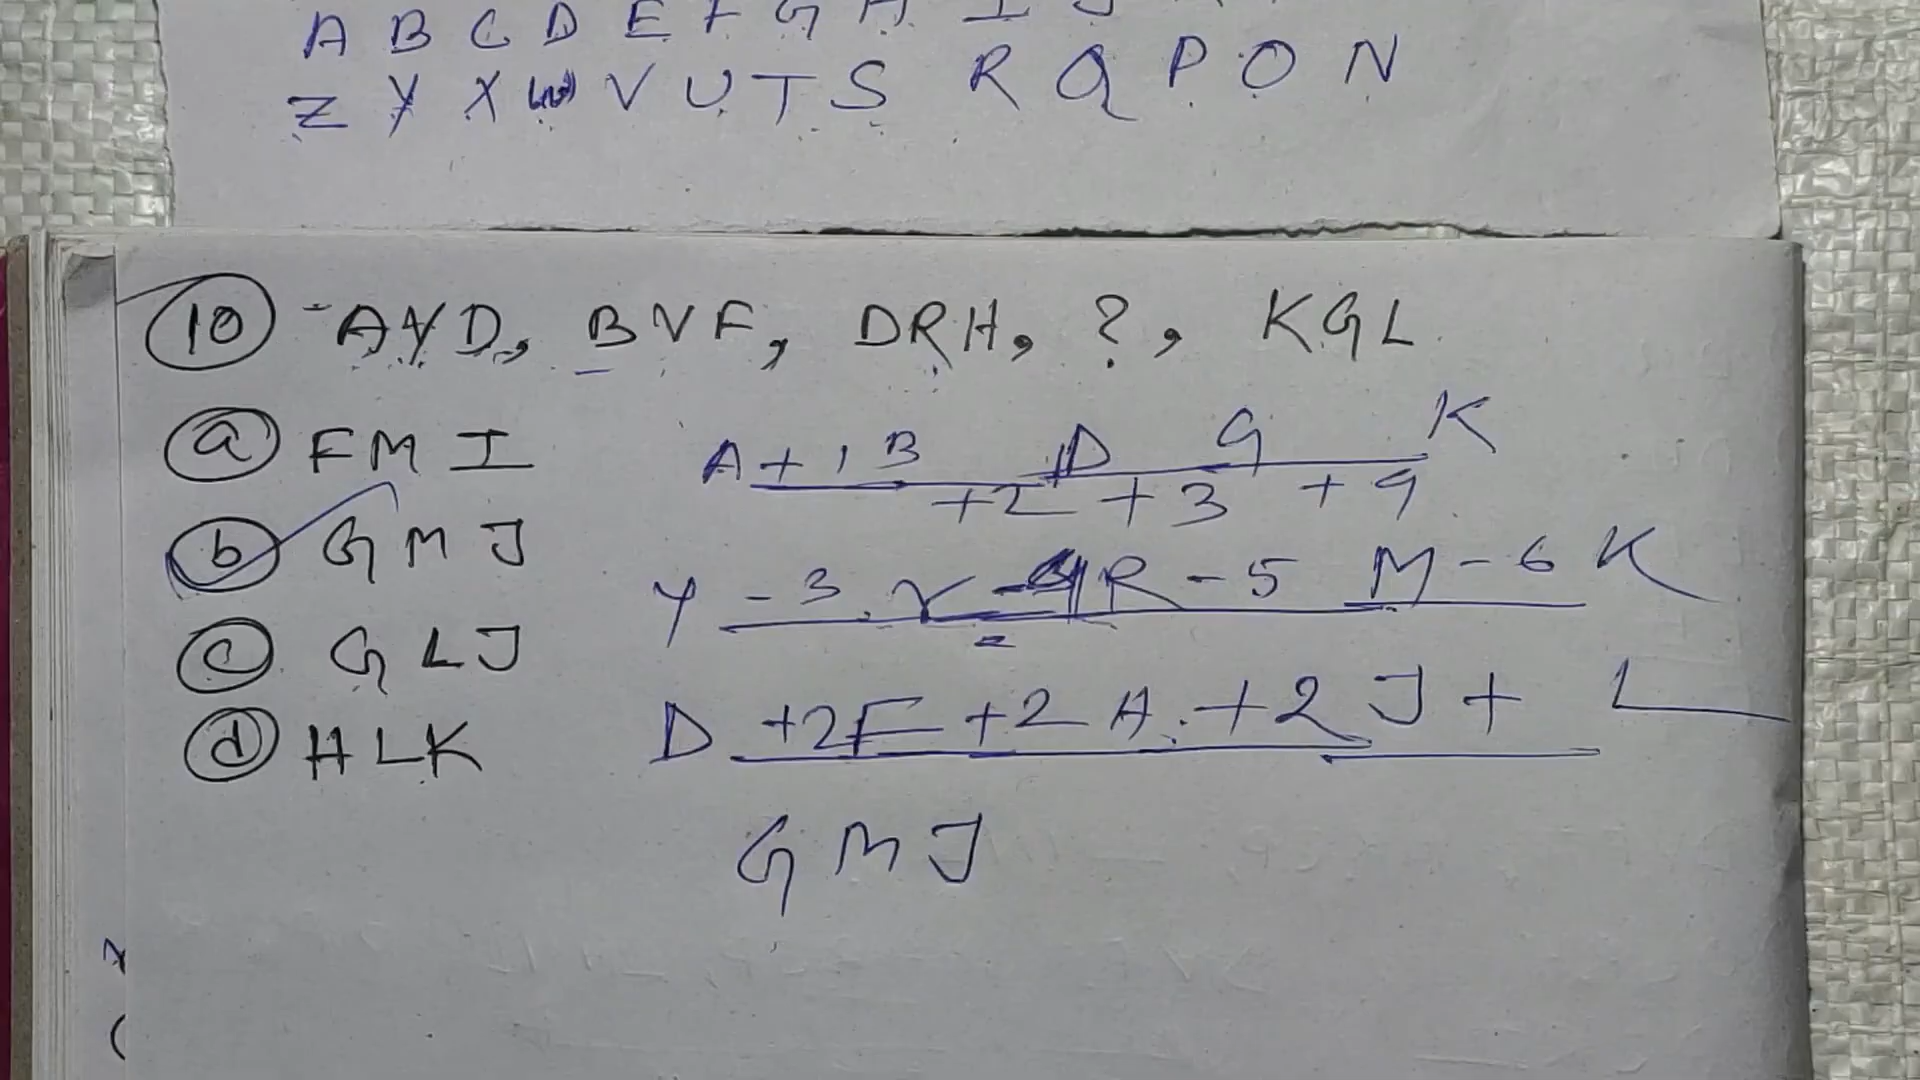 A B C D E F G H I J
Z Y X W V U T S R Q P O N
10 AYD, BVF, DRH, ?, KGL
a FMI
b GMJ
c GLJ
d HLK
A +1 B D G K
+2 +3 +4
Y -3 V -4 R -5 M -6 K
D +2 F +2 H +2 J + L
GMJ